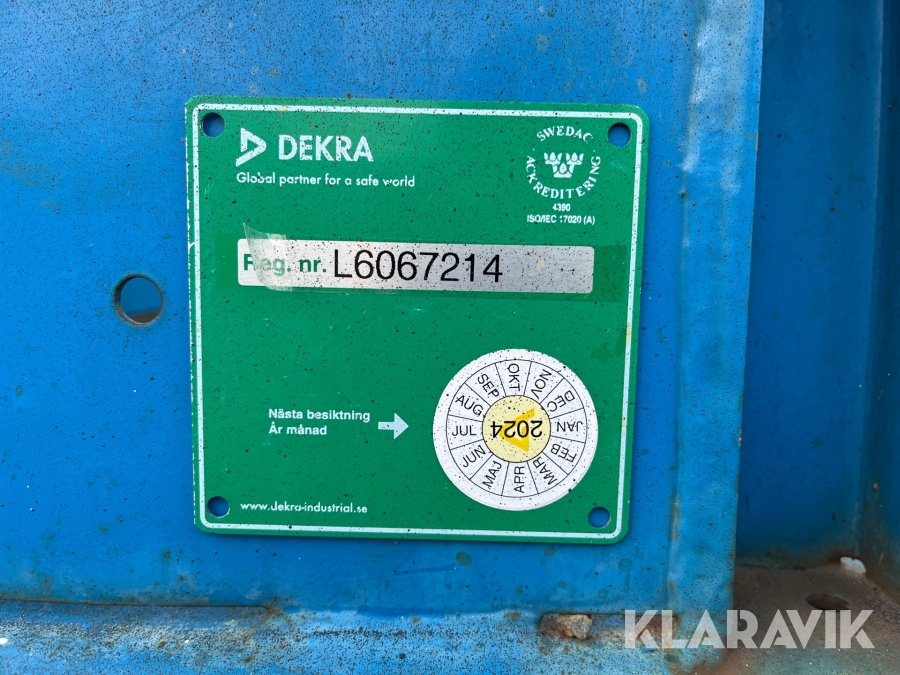 DEKRA
Global partner for a safe world
SWEDAC
ACKREDITERING
4390
ISO/IEC 17020 (A)
Reg. nr. L6067214
Nästa besiktning
År månad
JAN
FEB
MAR
APR
MAJ
JUN
JUL
AUG
SEP
OKT
NOV
DEC
2024
www.dekra-industrial.se
KLARAVIK